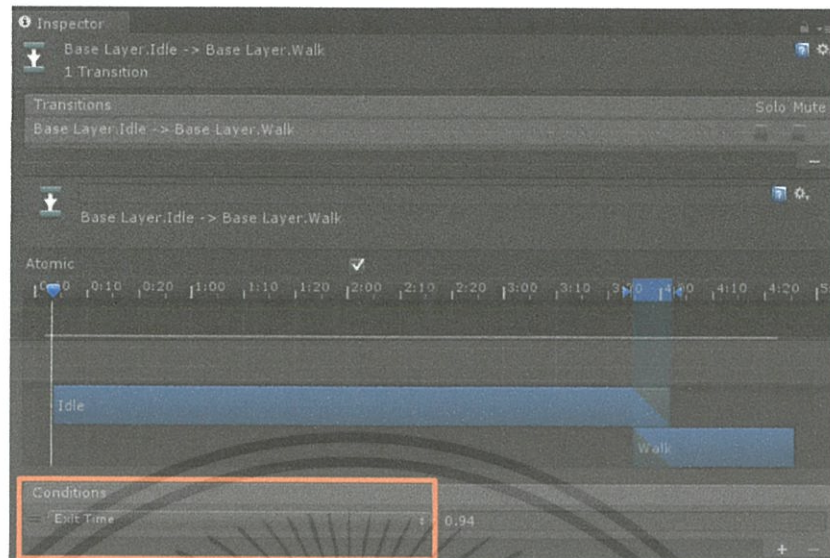 Inspector
Base Layer.Idle -> Base Layer.Walk
1 Transition
Transitions Solo Mute
Base Layer.Idle -> Base Layer.Walk
Base Layer.Idle -> Base Layer.Walk
Atomic
0:10 0:20 1:00 1:10 1:20 2:00 2:10 2:20 3:00 3:10 4:10 4:20
Idle
Walk
Conditions
Exit Time 0.94